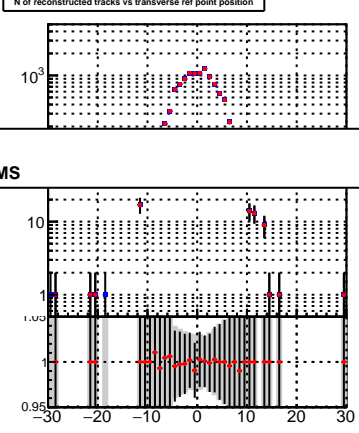 N of reconstructed tracks vs transverse ref point position
10³
MS
10
1
1.05
1
0.95
−30 −20 −10 0 10 20 30